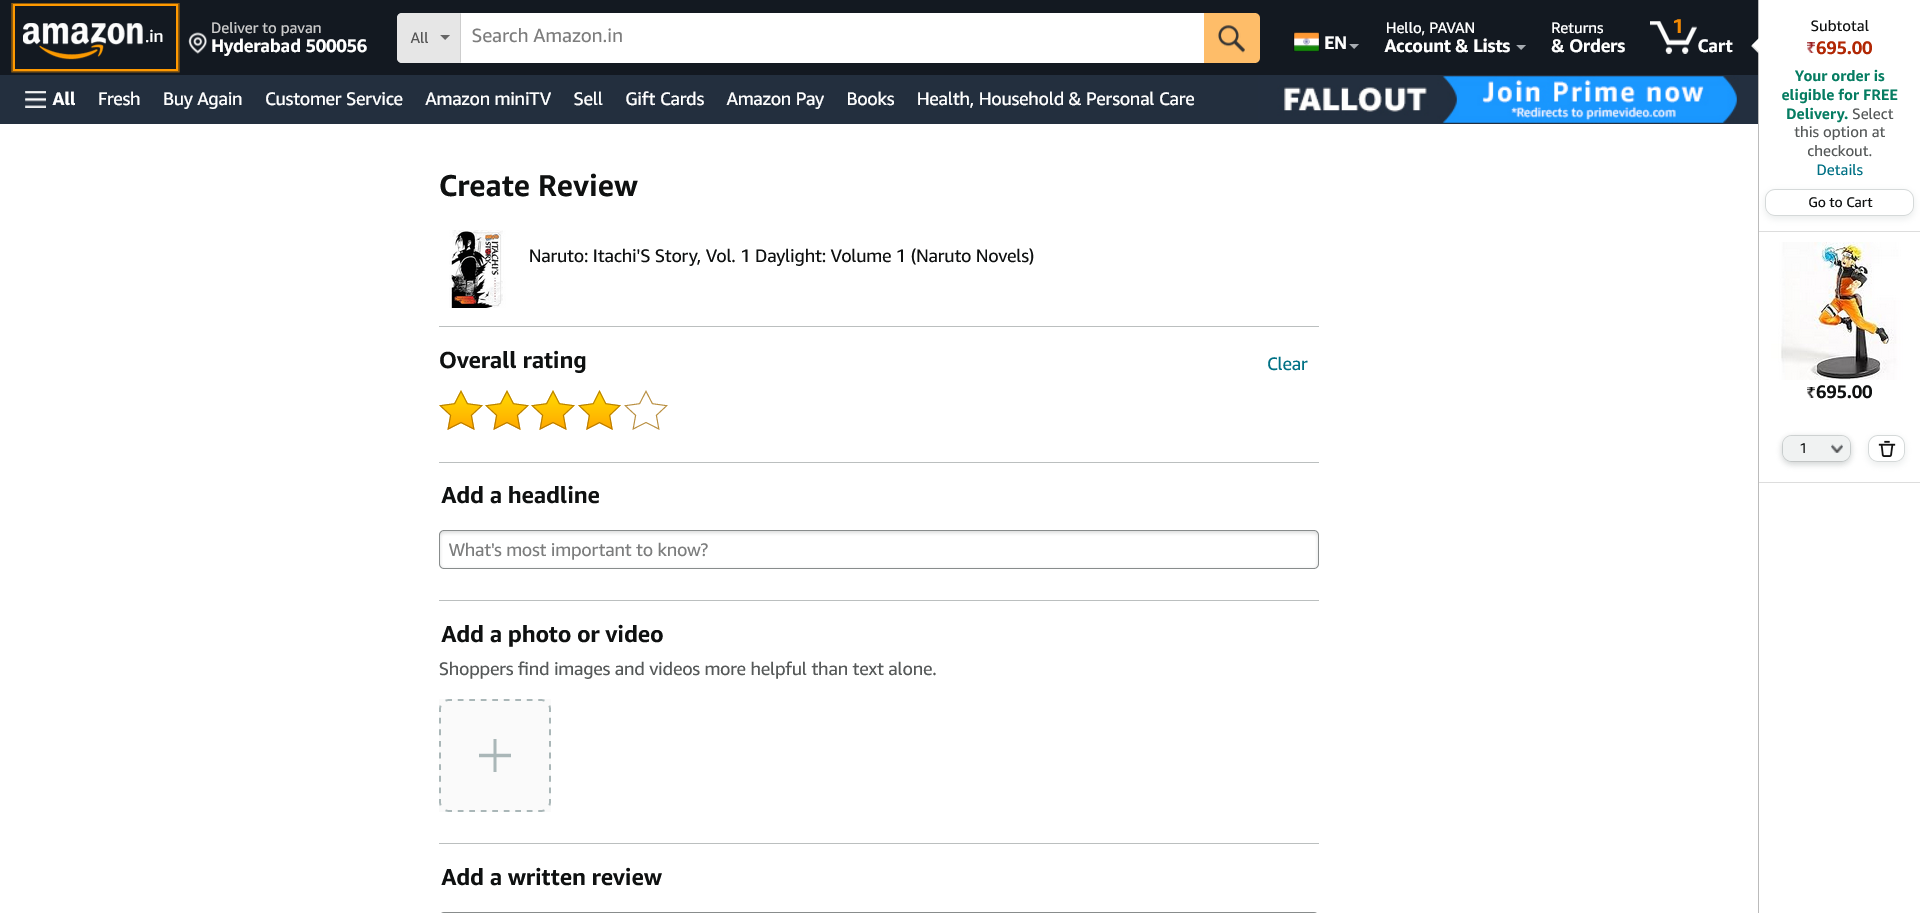 amazon.in
Deliver to pavan
Hyderabad 500056
All
Search Amazon.in
EN
Hello, PAVAN
Account & Lists
Returns
& Orders
1
Cart
All
Fresh
Buy Again
Customer Service
Amazon miniTV
Sell
Gift Cards
Amazon Pay
Books
Health, Household & Personal Care
FALLOUT
Join Prime now
*Redirects to primevideo.com
Subtotal
₹695.00
Your order is
eligible for FREE
Delivery. Select
this option at
checkout.
Details
Go to Cart
₹695.00
1
Create Review
ITACHI'S
STORY
Naruto: Itachi'S Story, Vol. 1 Daylight: Volume 1 (Naruto Novels)
Overall rating
Clear
Add a headline
What's most important to know?
Add a photo or video
Shoppers find images and videos more helpful than text alone.
Add a written review